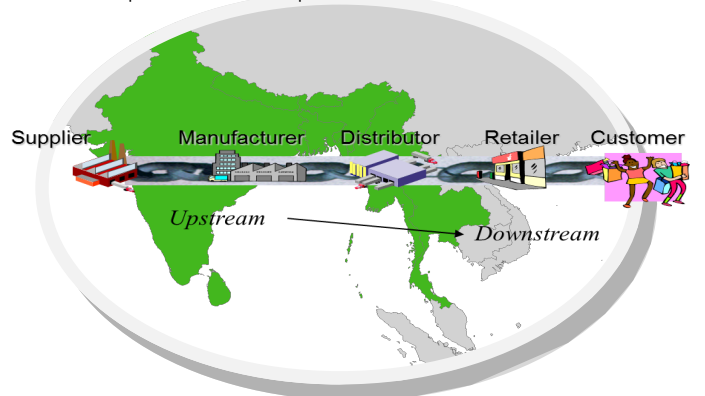 Supplier
Manufacturer
Distributor
Retailer
Customer
Upstream
Downstream